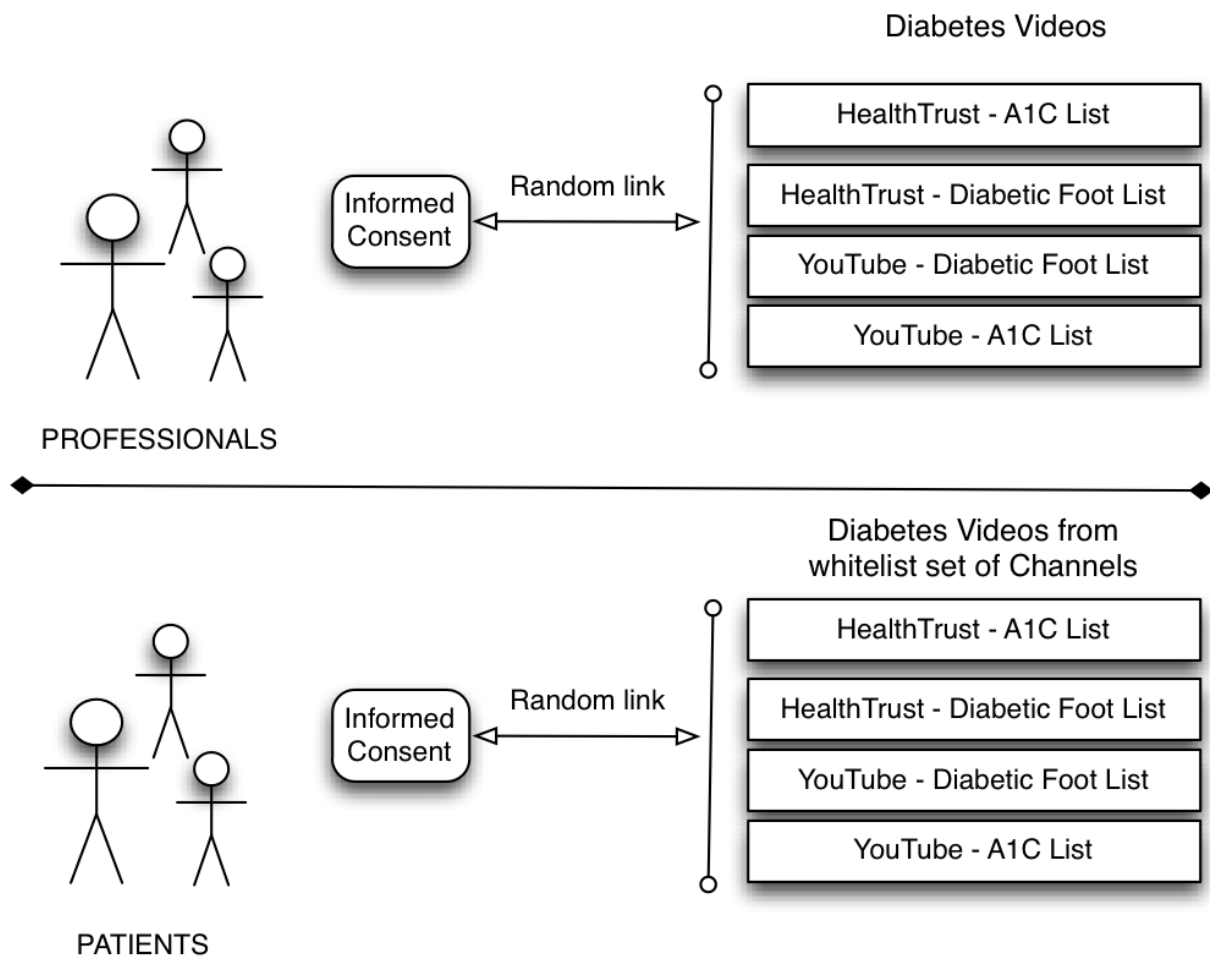 Diabetes Videos
HealthTrust - A1C List
HealthTrust - Diabetic Foot List
YouTube - Diabetic Foot List
YouTube - A1C List
Informed
Consent
Random link
PROFESSIONALS
Diabetes Videos from
whitelist set of Channels
HealthTrust - A1C List
HealthTrust - Diabetic Foot List
YouTube - Diabetic Foot List
YouTube - A1C List
Informed
Consent
Random link
PATIENTS